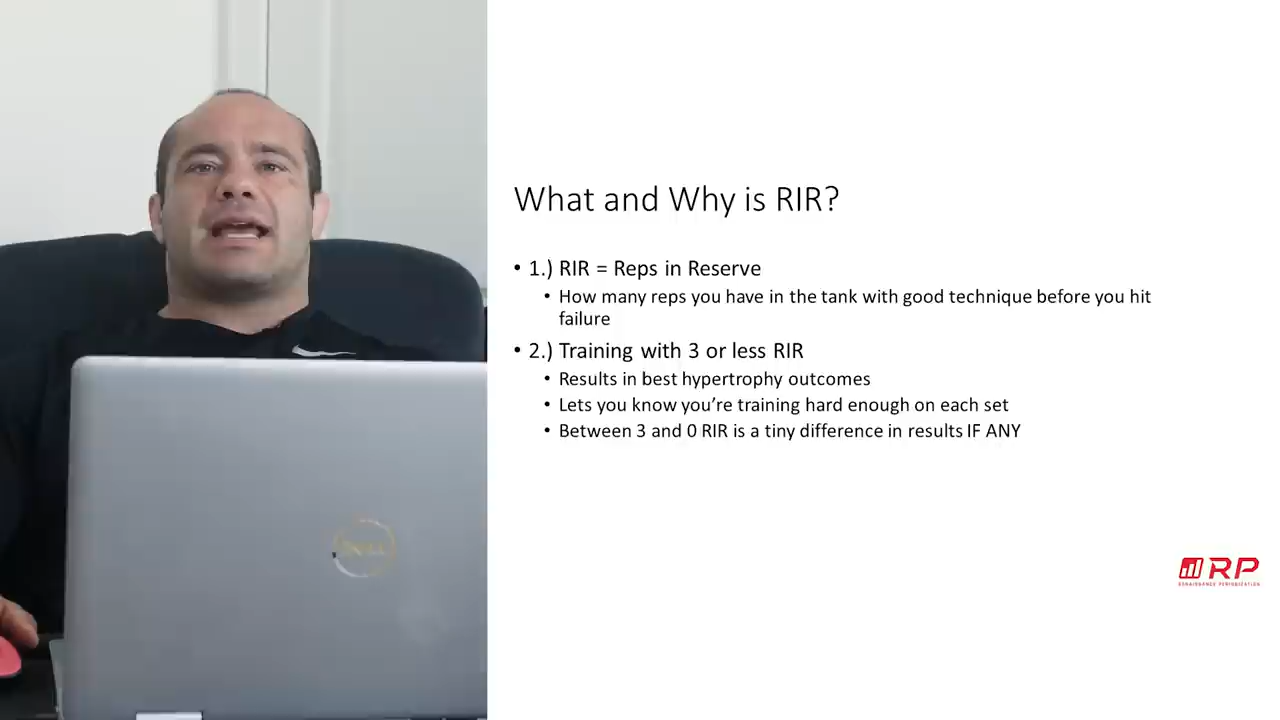 What and Why is RIR?
• 1.) RIR = Reps in Reserve
• How many reps you have in the tank with good technique before you hit
failure
• 2.) Training with 3 or less RIR
• Results in best hypertrophy outcomes
• Lets you know you’re training hard enough on each set
• Between 3 and 0 RIR is a tiny difference in results IF ANY
DELL
RP
RENAISSANCE PERIODIZATION